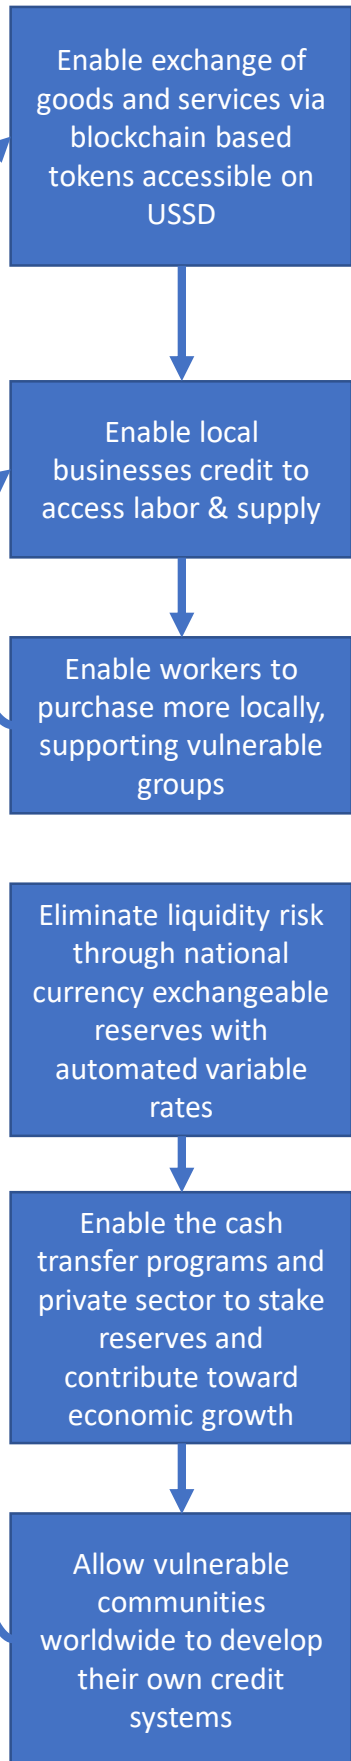 Enable exchange of
goods and services via
blockchain based
tokens accessible on
USSD
Enable local
businesses credit to
access labor & supply
Enable workers to
purchase more locally,
supporting vulnerable
groups
Eliminate liquidity risk
through national
currency exchangeable
reserves with
automated variable
rates
Enable the cash
transfer programs and
private sector to stake
reserves and
contribute toward
economic growth
Allow vulnerable
communities
worldwide to develop
their own credit
systems